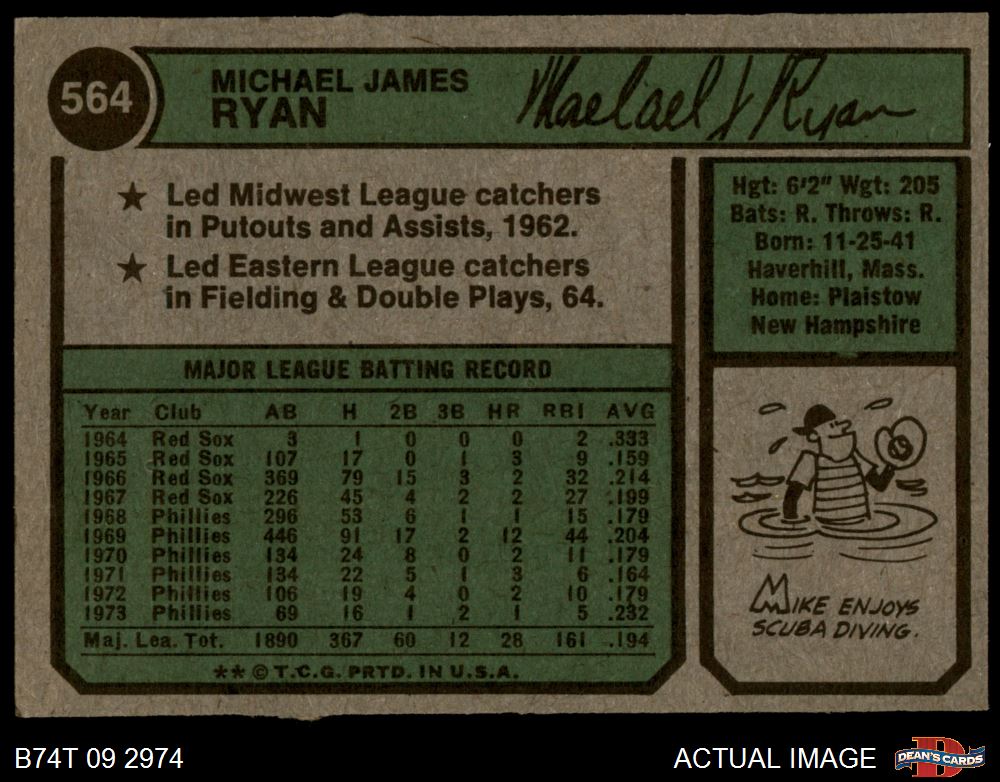 564
MICHAEL JAMES
RYAN
Michael J Ryan
★ Led Midwest League catchers
in Putouts and Assists, 1962.
★ Led Eastern League catchers
in Fielding & Double Plays, 64.
Hgt: 6'2" Wgt: 205
Bats: R. Throws: R.
Born: 11-25-41
Haverhill, Mass.
Home: Plaistow
New Hampshire
MAJOR LEAGUE BATTING RECORD
Year Club AB H 2B 3B HR RBI AVG
1964 Red Sox 3 1 0 0 0 2 .333
1965 Red Sox 107 17 0 1 3 9 .159
1966 Red Sox 369 79 15 3 2 32 .214
1967 Red Sox 226 45 4 2 2 27 .199
1968 Phillies 296 53 6 1 1 15 .179
1969 Phillies 446 91 17 2 12 44 .204
1970 Phillies 134 24 8 0 2 11 .179
1971 Phillies 134 22 5 1 3 6 .164
1972 Phillies 106 19 4 0 2 10 .179
1973 Phillies 69 16 1 2 1 5 .232
Maj. Lea. Tot. 1890 367 60 12 28 161 .194
** © T.C.G. PRTD. IN U.S.A.
MIKE ENJOYS
SCUBA DIVING.
B74T 09 2974
ACTUAL IMAGE
D
DEAN'S CARDS